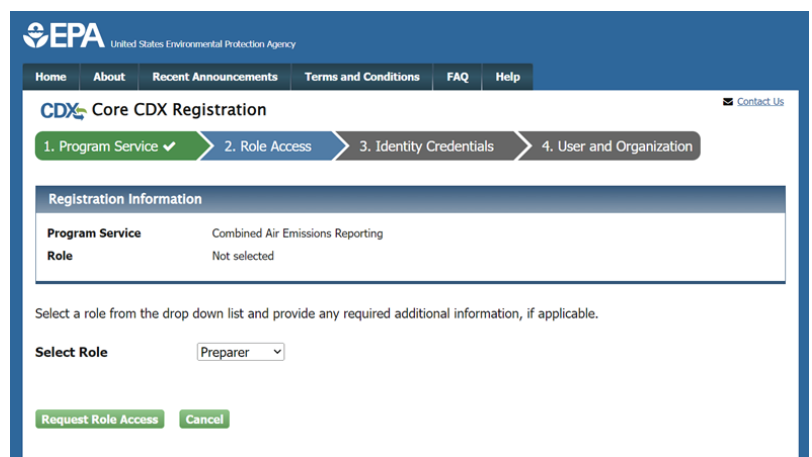 EPA United States Environmental Protection Agency
Home About Recent Announcements Terms and Conditions FAQ Help
CDX Core CDX Registration Contact Us
1. Program Service ✔ 2. Role Access 3. Identity Credentials 4. User and Organization
Registration Information
Program Service Combined Air Emissions Reporting
Role Not selected
Select a role from the drop down list and provide any required additional information, if applicable.
Select Role Preparer
Request Role Access Cancel